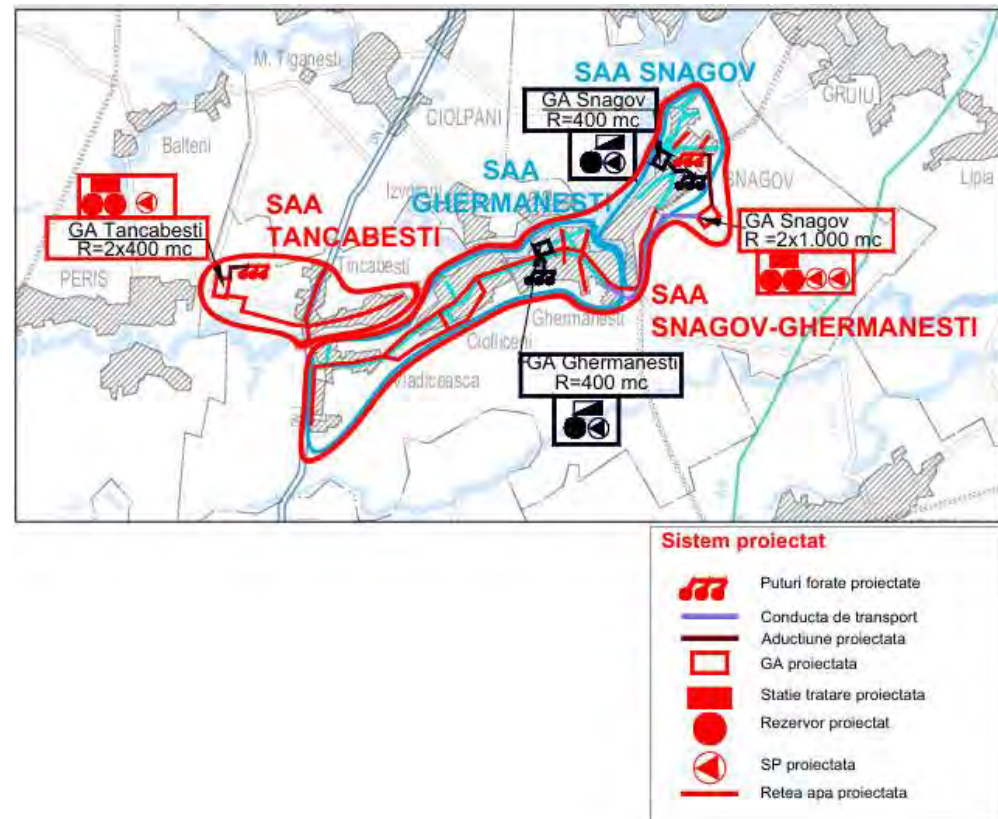 M. Tiganesti
Balteni
CIOLPANI
GRUIU
Lipia
SAA SNAGOV
GA Snagov
R=400 mc
SNAGOV
SAA
GHERMANESTI
Izvorani
GA Tancabesti
R=2x400 mc
PERIS
SAA
TANCABESTI
Tincabesti
GA Snagov
R =2x1.000 mc
SAA
SNAGOV-GHERMANESTI
Ghermanesti
Ciolliceni
Vladiceasca
GA Ghermanesti
R=400 mc
Sistem proiectat
Puturi forate proiectate
Conducta de transport
Aductiune proiectata
GA proiectata
Statie tratare proiectata
Rezervor proiectat
SP proiectata
Retea apa proiectata